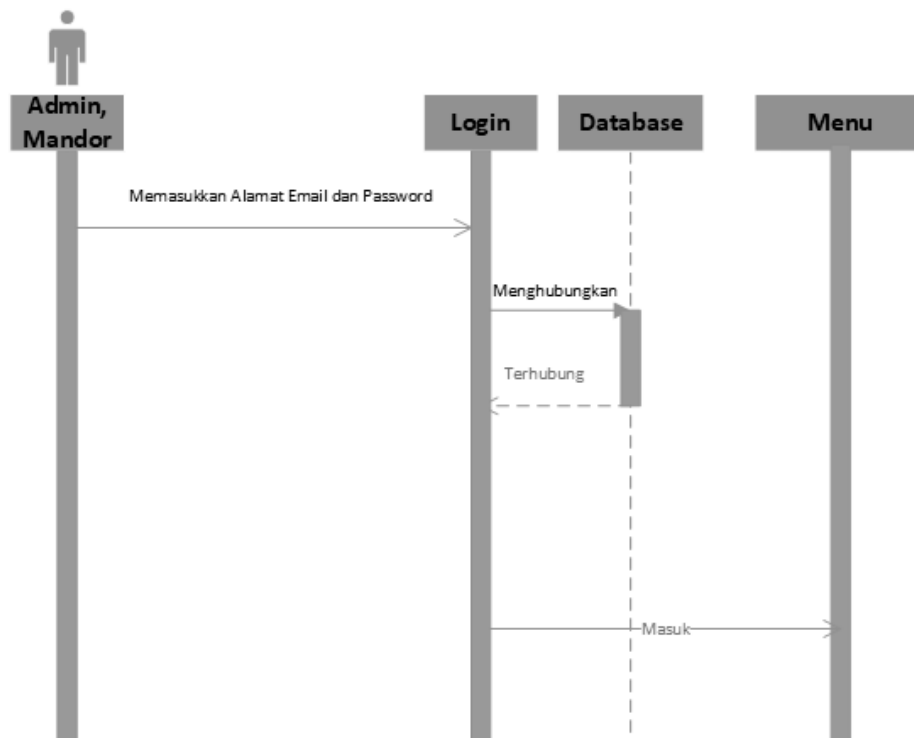 Admin,
Mandor
Login
Database
Menu
Memasukkan Alamat Email dan Password
Menghubungkan
Terhubung
Masuk